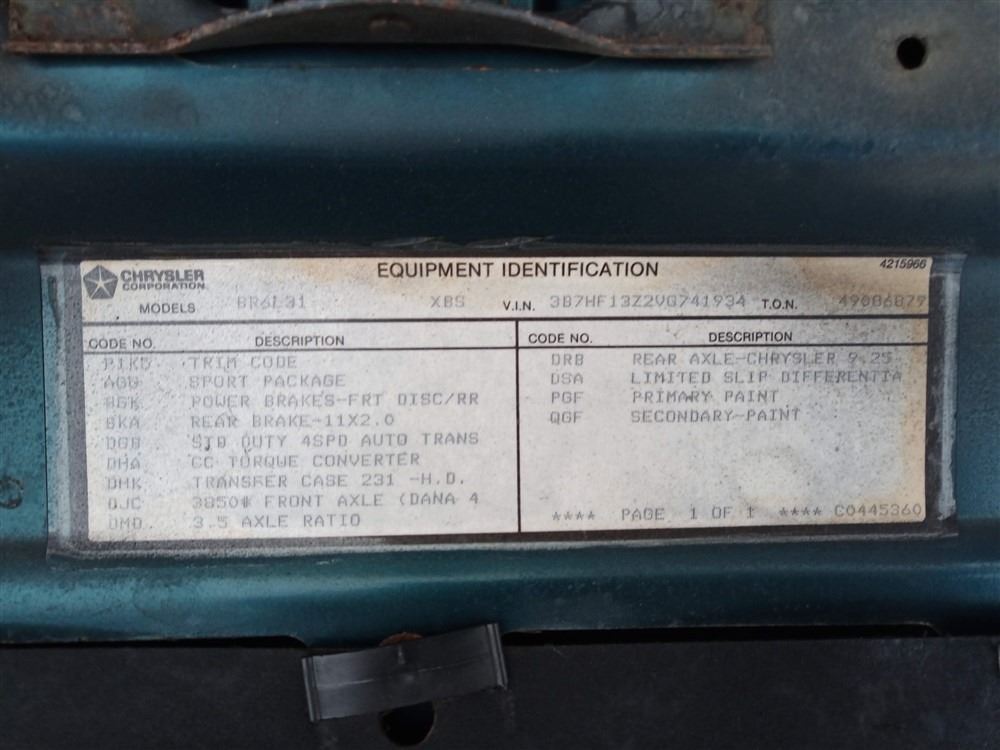 CHRYSLER
CORPORATION
EQUIPMENT IDENTIFICATION
4215966
MODELS BR6L31 XBS V.I.N. 3B7HF13Z2VG741934 T.O.N. 49086879
CODE NO. DESCRIPTION
TRIM CODE
AGG SPORT PACKAGE
BGK POWER BRAKES-FRT DISC/RR
BKA REAR BRAKE-11X2.0
DGB STD DUTY 4SPD AUTO TRANS
DHA CC TORQUE CONVERTER
DMK TRANSFER CASE 231 -H.D.
DJC 3850# FRONT AXLE (DANA 4
DMD 3.5 AXLE RATIO
CODE NO. DESCRIPTION
DRB REAR AXLE-CHRYSLER 9.25
DSA LIMITED SLIP DIFFERENTIA
PGF PRIMARY PAINT
QGF SECONDARY-PAINT
**** PAGE 1 OF 1 **** C0445360